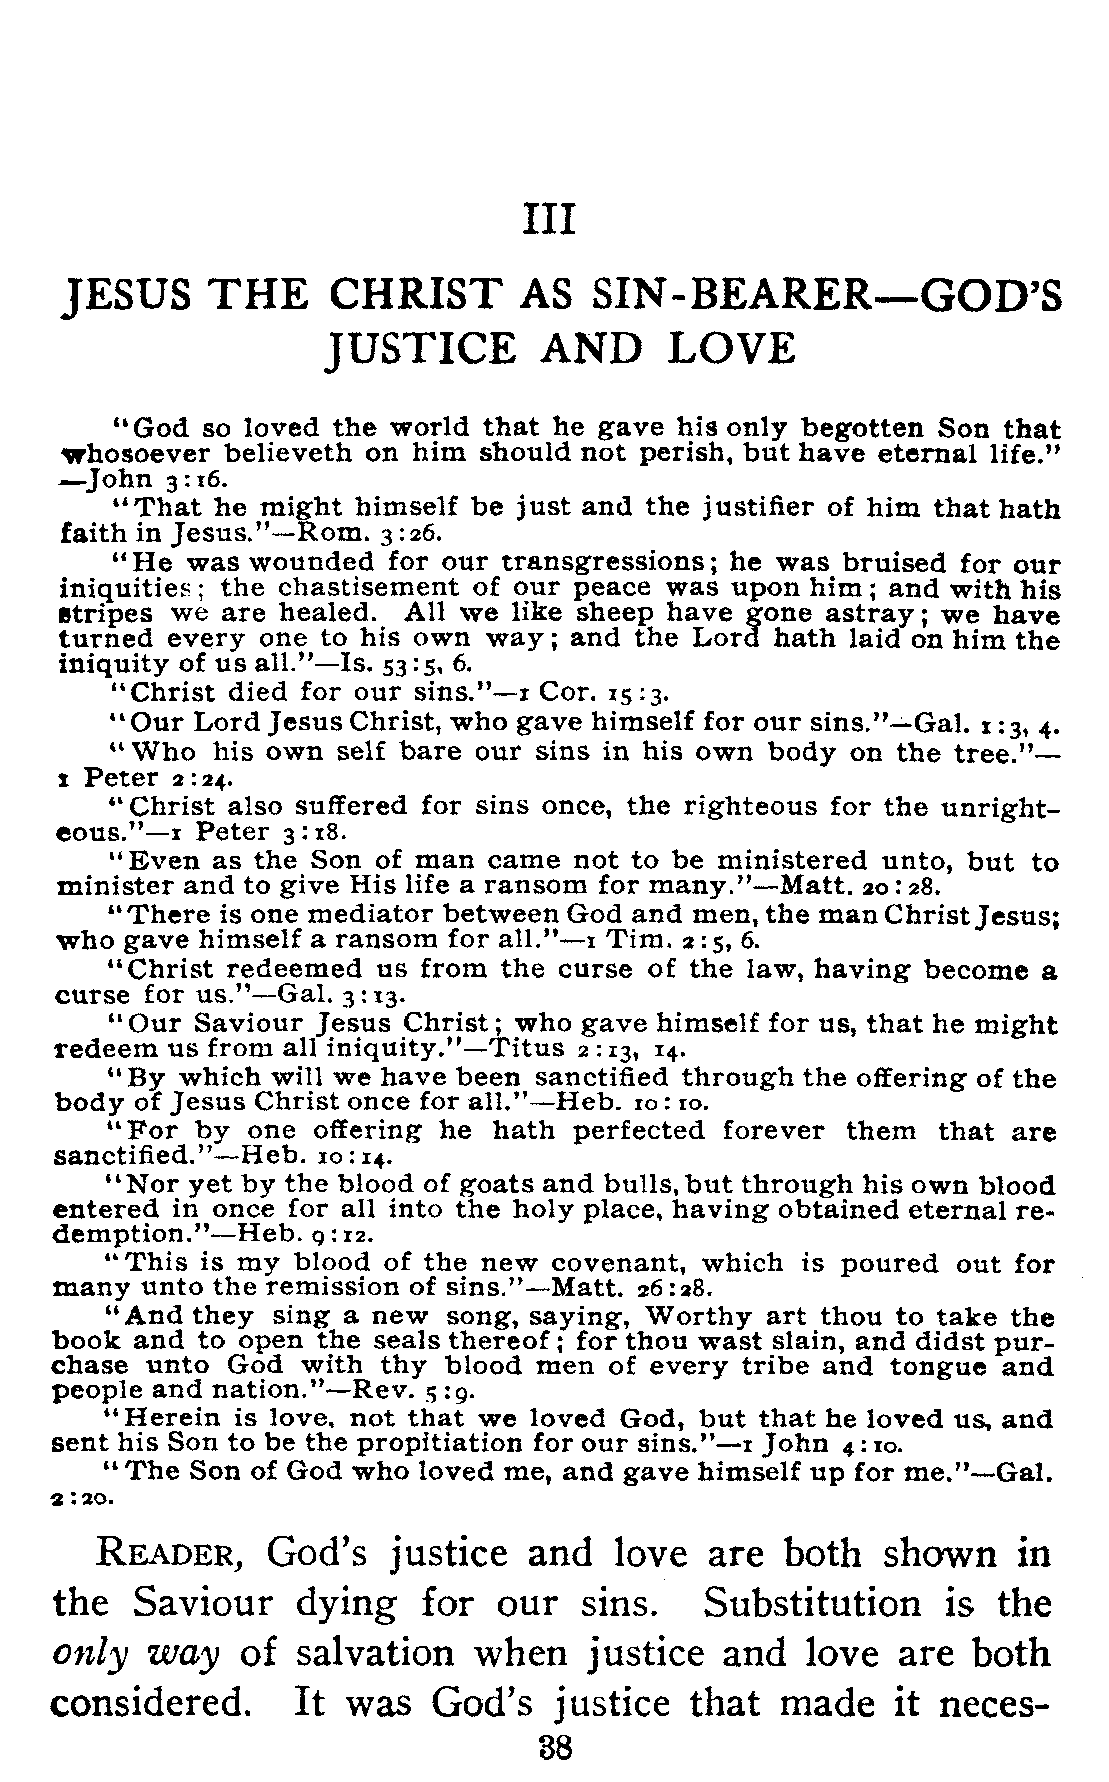 III
JESUS THE CHRIST AS SIN-BEARER—GOD'S
JUSTICE AND LOVE
"God so loved the world that he gave his only begotten Son that
whosoever believeth on him should not perish, but have eternal life."
—John 3:16.
"That he might himself be just and the justifier of him that hath
faith in Jesus."—Rom. 3:26.
"He was wounded for our transgressions; he was bruised for our
iniquities; the chastisement of our peace was upon him; and with his
stripes we are healed. All we like sheep have gone astray; we have
turned every one to his own way; and the Lord hath laid on him the
iniquity of us all."—Is. 53:5, 6.
"Christ died for our sins."—1 Cor. 15:3.
"Our Lord Jesus Christ, who gave himself for our sins."—Gal. 1:3, 4.
"Who his own self bare our sins in his own body on the tree."—
1 Peter 2:24.
"Christ also suffered for sins once, the righteous for the unright-
eous."—1 Peter 3:18.
"Even as the Son of man came not to be ministered unto, but to
minister and to give His life a ransom for many."—Matt. 20:28.
"There is one mediator between God and men, the man Christ Jesus;
who gave himself a ransom for all."—1 Tim. 2:5, 6.
"Christ redeemed us from the curse of the law, having become a
curse for us."—Gal. 3:13.
"Our Saviour Jesus Christ; who gave himself for us, that he might
redeem us from all iniquity."—Titus 2:13, 14.
"By which will we have been sanctified through the offering of the
body of Jesus Christ once for all."—Heb. 10:10.
"For by one offering he hath perfected forever them that are
sanctified."—Heb. 10:14.
"Nor yet by the blood of goats and bulls, but through his own blood
entered in once for all into the holy place, having obtained eternal re-
demption."—Heb. 9:12.
"This is my blood of the new covenant, which is poured out for
many unto the remission of sins."—Matt. 26:28.
"And they sing a new song, saying, Worthy art thou to take the
book and to open the seals thereof; for thou wast slain, and didst pur-
chase unto God with thy blood men of every tribe and tongue and
people and nation."—Rev. 5:9.
"Herein is love, not that we loved God, but that he loved us, and
sent his Son to be the propitiation for our sins."—1 John 4:10.
"The Son of God who loved me, and gave himself up for me."—Gal.
2:20.
READER, God's justice and love are both shown in
the Saviour dying for our sins. Substitution is the
only way of salvation when justice and love are both
considered. It was God's justice that made it neces-
38